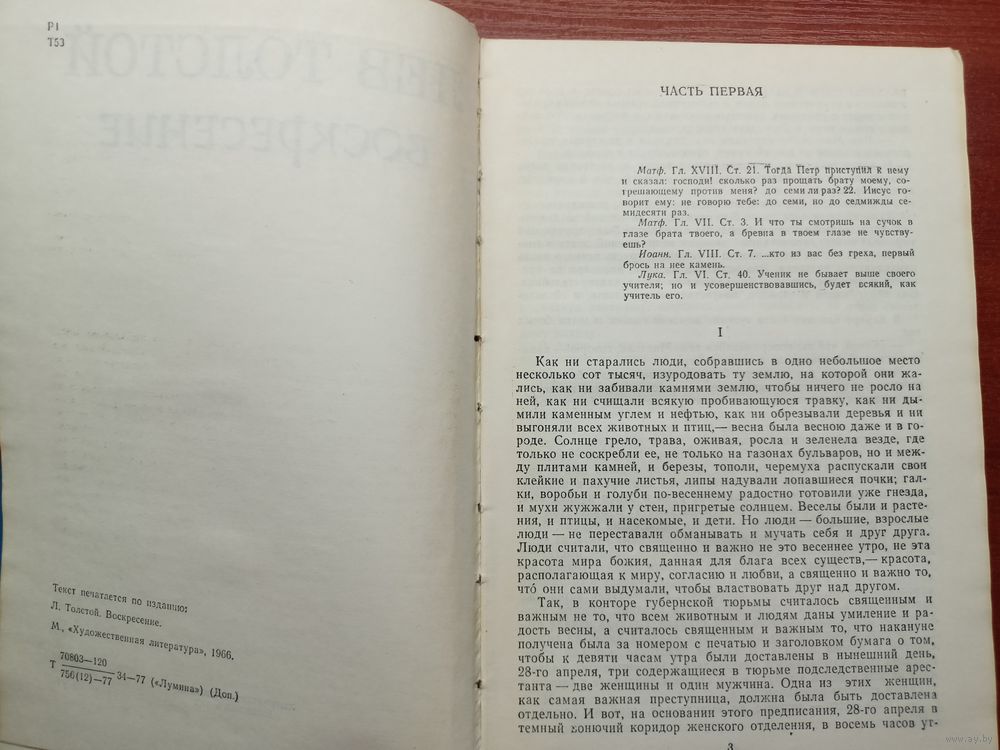 Р1
Т53
ЛЕВ ТОЛСТОЙ
ВОСКРЕСЕНИЕ
Текст печатается по изданию:
Л. Толстой. Воскресение.
М., «Художественная литература», 1966.
Т 70803—120
756(12)—77 34—77 («Лумина») (Доп.)
ЧАСТЬ ПЕРВАЯ
Матф. Гл. XVIII. Ст. 21. Тогда Петр приступил к нему
и сказал: господи! сколько раз прощать брату моему, со-
грешающему против меня? до семи ли раз? 22. Иисус го-
ворит ему: не говорю тебе: до семи, но до седмижды се-
мидесяти раз.
Матф. Гл. VII. Ст. 3. И что ты смотришь на сучок в
глазе брата твоего, а бревна в твоем глазе не чувству-
ешь?
Иоанн. Гл. VIII. Ст. 7. ...кто из вас без греха, первый
брось на нее камень.
Лука. Гл. VI. Ст. 40. Ученик не бывает выше своего
учителя; но и усовершенствовавшись, будет всякий, как
учитель его.
I
Как ни старались люди, собравшись в одно небольшое место
несколько сот тысяч, изуродовать ту землю, на которой они жа-
лись, как ни забивали камнями землю, чтобы ничего не росло на
ней, как ни счищали всякую пробивающуюся травку, как ни ды-
мили каменным углем и нефтью, как ни обрезывали деревья и ни
выгоняли всех животных и птиц,— весна была весною даже и в го-
роде. Солнце грело, трава, оживая, росла и зеленела везде, где
только не соскребли ее, не только на газонах бульваров, но и меж-
ду плитами камней, и березы, тополи, черемуха распускали свои
клейкие и пахучие листья, липы надували лопавшиеся почки; гал-
ки, воробьи и голуби по-весеннему радостно готовили уже гнезда,
и мухи жужжали у стен, пригретые солнцем. Веселы были и расте-
ния, и птицы, и насекомые, и дети. Но люди — большие, взрослые
люди — не переставали обманывать и мучать себя и друг друга.
Люди считали, что священно и важно не это весеннее утро, не эта
красота мира божия, данная для блага всех существ,— красота,
располагающая к миру, согласию и любви, а священно и важно то,
что́ они сами выдумали, чтобы властвовать друг над другом.
Так, в конторе губернской тюрьмы считалось священным и
важным не то, что всем животным и людям даны умиление и ра-
дость весны, а считалось священным и важным то, что накануне
получена была за номером с печатью и заголовком бумага о том,
чтобы к девяти часам утра были доставлены в нынешний день,
28-го апреля, три содержащиеся в тюрьме подследственные арес-
танта — две женщины и один мужчина. Одна из этих женщин,
как самая важная преступница, должна была быть доставлена
отдельно. И вот, на основании этого предписания, 28-го апреля в
темный вонючий коридор женского отделения, в восемь часов ут-
3
www.ay.by